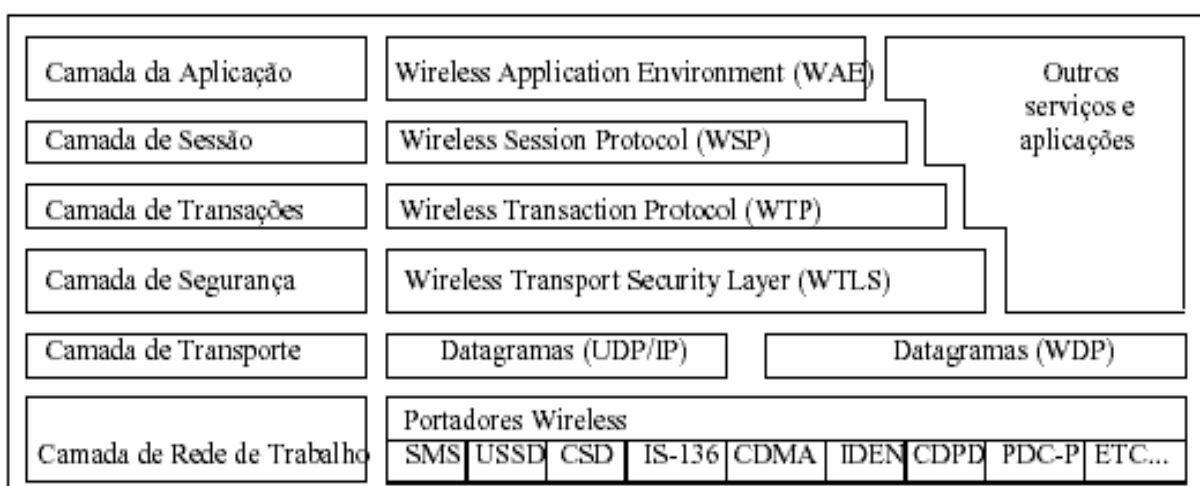 Camada da Aplicação
Wireless Application Environment (WAE)
Outros
serviços e
aplicações
Camada de Sessão
Wireless Session Protocol (WSP)
Camada de Transações
Wireless Transaction Protocol (WTP)
Camada de Segurança
Wireless Transport Security Layer (WTLS)
Camada de Transporte
Datagramas (UDP/IP)
Datagramas (WDP)
Camada de Rede de Trabalho
Portadores Wireless
SMS USSD CSD IS-136 CDMA IDEN CDPD PDC-P ETC...